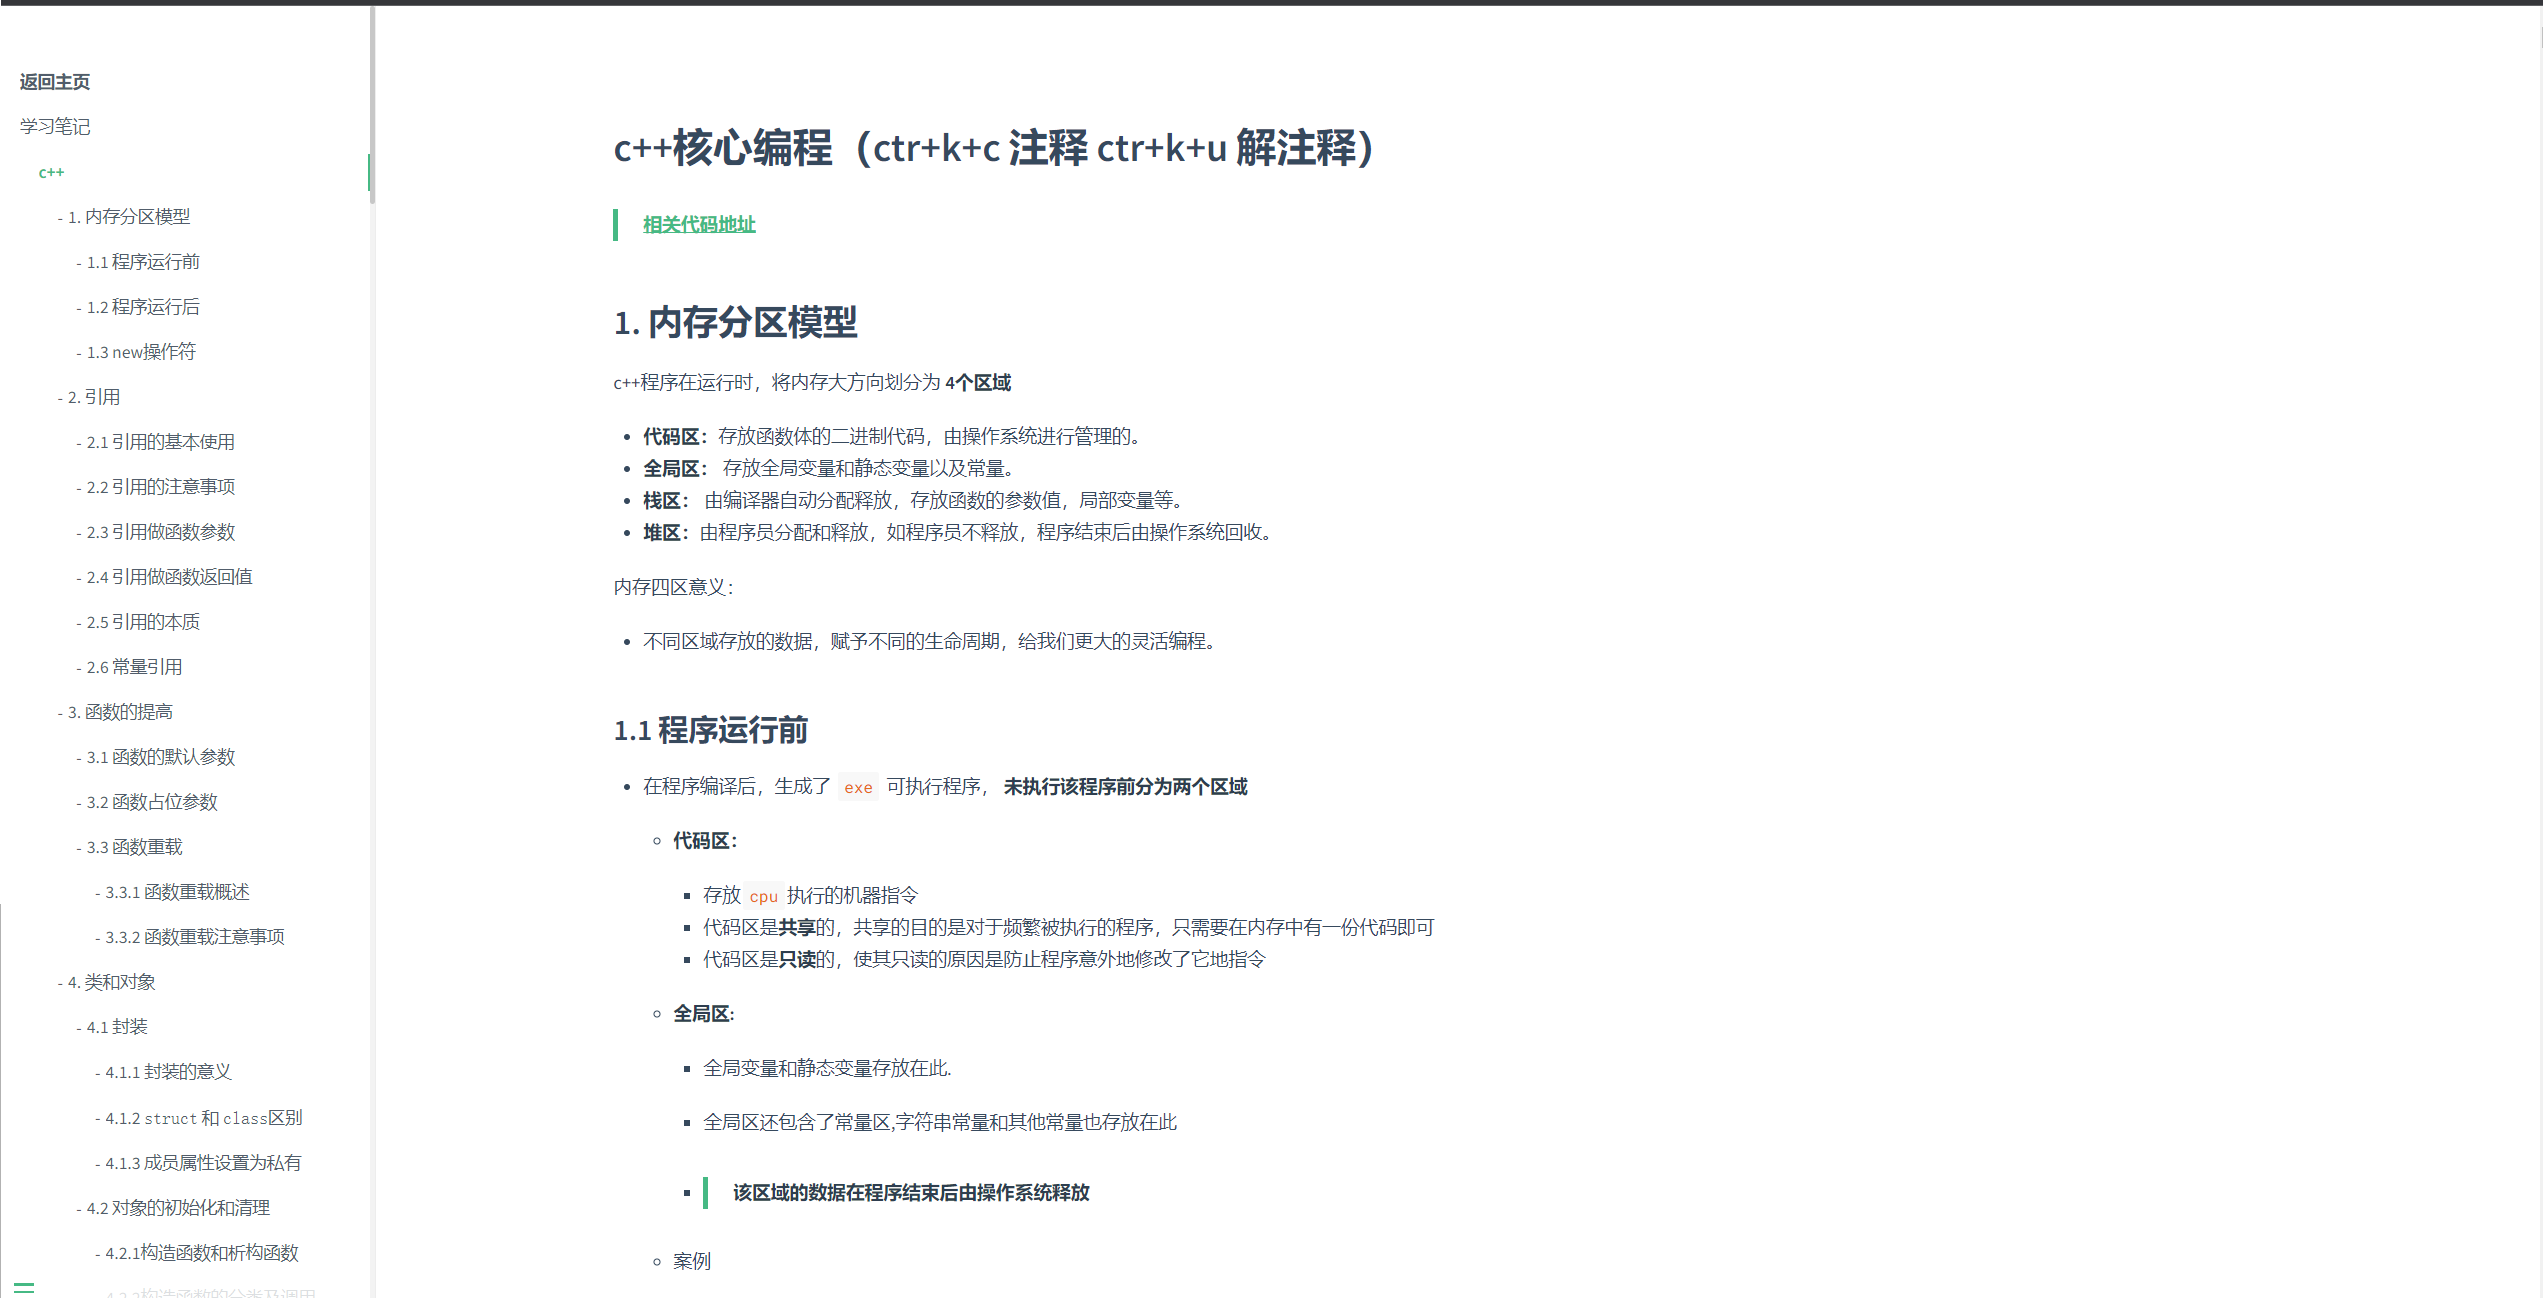 返回主页
学习笔记
c++
- 1. 内存分区模型
- 1.1 程序运行前
- 1.2 程序运行后
- 1.3 new操作符
- 2. 引用
- 2.1 引用的基本使用
- 2.2 引用的注意事项
- 2.3 引用做函数参数
- 2.4 引用做函数返回值
- 2.5 引用的本质
- 2.6 常量引用
- 3. 函数的提高
- 3.1 函数的默认参数
- 3.2 函数占位参数
- 3.3 函数重载
- 3.3.1 函数重载概述
- 3.3.2 函数重载注意事项
- 4. 类和对象
- 4.1 封装
- 4.1.1 封装的意义
- 4.1.2 struct 和 class区别
- 4.1.3 成员属性设置为私有
- 4.2 对象的初始化和清理
- 4.2.1构造函数和析构函数
- 4.2.2构造函数的分类及调用
c++核心编程（ctr+k+c 注释 ctr+k+u 解注释）
相关代码地址
1. 内存分区模型
c++程序在运行时，将内存大方向划分为 4个区域
• 代码区：存放函数体的二进制代码，由操作系统进行管理的。
• 全局区： 存放全局变量和静态变量以及常量。
• 栈区： 由编译器自动分配释放，存放函数的参数值，局部变量等。
• 堆区：由程序员分配和释放，如程序员不释放，程序结束后由操作系统回收。
内存四区意义：
• 不同区域存放的数据，赋予不同的生命周期，给我们更大的灵活编程。
1.1 程序运行前
• 在程序编译后，生成了 exe 可执行程序， 未执行该程序前分为两个区域
◦ 代码区：
▪ 存放 cpu 执行的机器指令
▪ 代码区是共享的，共享的目的是对于频繁被执行的程序，只需要在内存中有一份代码即可
▪ 代码区是只读的，使其只读的原因是防止程序意外地修改了它地指令
◦ 全局区:
▪ 全局变量和静态变量存放在此.
▪ 全局区还包含了常量区,字符串常量和其他常量也存放在此
▪ 该区域的数据在程序结束后由操作系统释放
◦ 案例